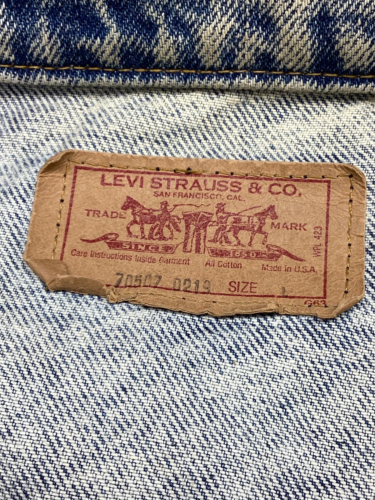 LEVI STRAUSS & CO.
SAN FRANCISCO, CAL.
TRADE MARK
SINCE 1850
WPL 423
Care Instructions Inside Garment All Cotton Made in U.S.A.
70507 0219 SIZE